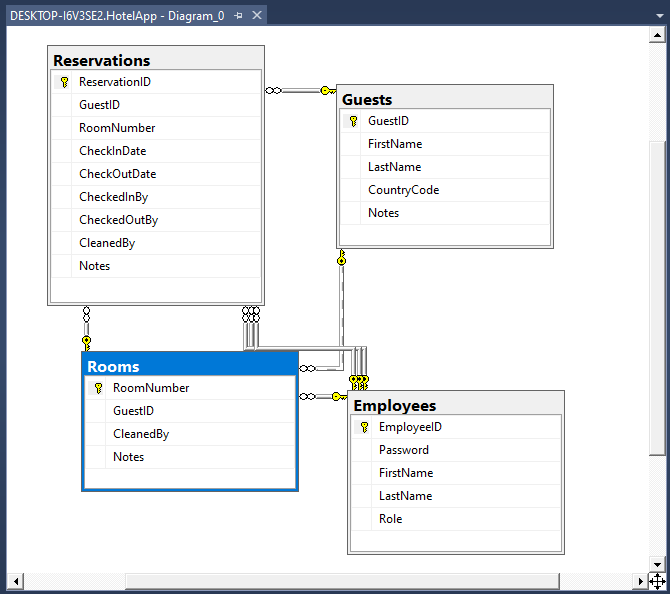 DESKTOP-I6V3SE2.HotelApp - Diagram_0
Reservations
ReservationID
GuestID
RoomNumber
CheckInDate
CheckOutDate
CheckedInBy
CheckedOutBy
CleanedBy
Notes
Guests
GuestID
FirstName
LastName
CountryCode
Notes
Rooms
RoomNumber
GuestID
CleanedBy
Notes
Employees
EmployeeID
Password
FirstName
LastName
Role